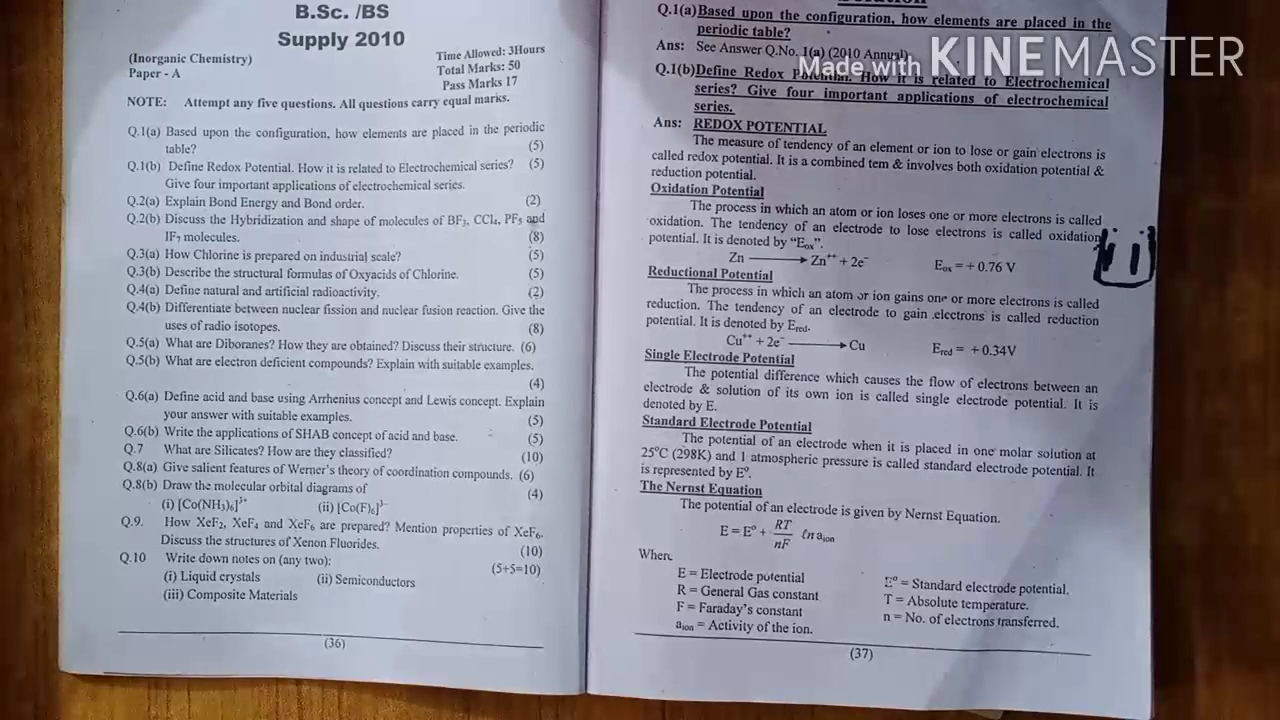 B.Sc. /BS
Supply 2010
(Inorganic Chemistry)
Time Allowed: 3Hours
Paper - A
Total Marks: 50
Pass Marks 17
NOTE: Attempt any five questions. All questions carry equal marks.
Q.1(a) Based upon the configuration, how elements are placed in the periodic
table? (5)
Q.1(b) Define Redox Potential. How it is related to Electrochemical series? (5)
Give four important applications of electrochemical series.
Q.2(a) Explain Bond Energy and Bond order. (2)
Q.2(b) Discuss the Hybridization and shape of molecules of BF₃, CCl₄, PF₅ and
IF₇ molecules. (8)
Q.3(a) How Chlorine is prepared on industrial scale? (5)
Q.3(b) Describe the structural formulas of Oxyacids of Chlorine. (5)
Q.4(a) Define natural and artificial radioactivity. (2)
Q.4(b) Differentiate between nuclear fission and nuclear fusion reaction. Give the
uses of radio isotopes. (8)
Q.5(a) What are Diboranes? How they are obtained? Discuss their structure. (6)
Q.5(b) What are electron deficient compounds? Explain with suitable examples.
(4)
Q.6(a) Define acid and base using Arrhenius concept and Lewis concept. Explain
your answer with suitable examples. (5)
Q.6(b) Write the applications of SHAB concept of acid and base. (5)
Q.7 What are Silicates? How are they classified? (10)
Q.8(a) Give salient features of Werner's theory of coordination compounds. (6)
Q.8(b) Draw the molecular orbital diagrams of (4)
(i) [Co(NH₃)₆]³⁺ (ii) [Co(F)₆]³⁻
Q.9. How XeF₂, XeF₄ and XeF₆ are prepared? Mention properties of XeF₆.
Discuss the structures of Xenon Fluorides. (10)
Q.10 Write down notes on (any two): (5+5=10)
(i) Liquid crystals (ii) Semiconductors
(iii) Composite Materials
(36)
Q.1(a)Based upon the configuration, how elements are placed in the
periodic table?
Ans: See Answer Q.No. 1(a) (2010 Annual)
Made with KINEMASTER
Q.1(b)Define Redox Potential. How it is related to Electrochemical
series? Give four important applications of electrochemical
series.
Ans: REDOX POTENTIAL
The measure of tendency of an element or ion to lose or gain electrons is
called redox potential. It is a combined tem & involves both oxidation potential &
reduction potential.
Oxidation Potential
The process in which an atom or ion loses one or more electrons is called
oxidation. The tendency of an electrode to lose electrons is called oxidation
potential. It is denoted by "Eₒₓ".
Zn ⟶ Zn⁺⁺ + 2e⁻ Eₒₓ = + 0.76 V
Reductional Potential
The process in which an atom or ion gains one or more electrons is called
reduction. The tendency of an electrode to gain electrons is called reduction
potential. It is denoted by E_red.
Cu⁺⁺ + 2e⁻ ⟶ Cu E_red = + 0.34V
Single Electrode Potential
The potential difference which causes the flow of electrons between an
electrode & solution of its own ion is called single electrode potential. It is
denoted by E.
Standard Electrode Potential
The potential of an electrode when it is placed in one molar solution at
25°C (298K) and 1 atmospheric pressure is called standard electrode potential. It
is represented by E°.
The Nernst Equation
The potential of an electrode is given by Nernst Equation.
E = E° + RT/nF ℓn a_ion
Where
E = Electrode potential E° = Standard electrode potential.
R = General Gas constant T = Absolute temperature.
F = Faraday's constant n = No. of electrons transferred.
a_ion = Activity of the ion.
(37)